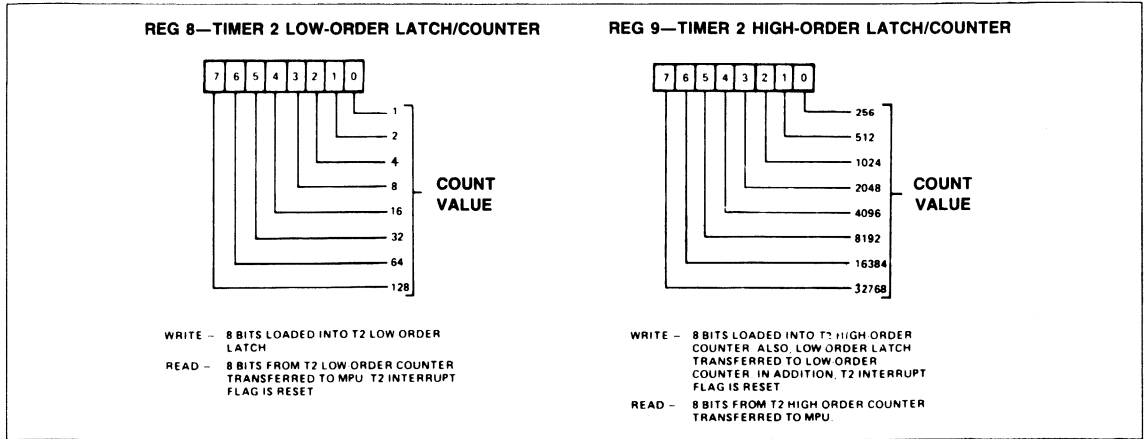 REG 8—TIMER 2 LOW-ORDER LATCH/COUNTER
7 6 5 4 3 2 1 0
1
2
4
8
16
32
64
128
COUNT
VALUE
WRITE – 8 BITS LOADED INTO T2 LOW ORDER
LATCH
READ – 8 BITS FROM T2 LOW ORDER COUNTER
TRANSFERRED TO MPU T2 INTERRUPT
FLAG IS RESET
REG 9—TIMER 2 HIGH-ORDER LATCH/COUNTER
7 6 5 4 3 2 1 0
256
512
1024
2048
4096
8192
16384
32768
COUNT
VALUE
WRITE – 8 BITS LOADED INTO T2 HIGH-ORDER
COUNTER. ALSO, LOW ORDER LATCH
TRANSFERRED TO LOW-ORDER
COUNTER. IN ADDITION, T2 INTERRUPT
FLAG IS RESET
READ – 8 BITS FROM T2 HIGH ORDER COUNTER
TRANSFERRED TO MPU.